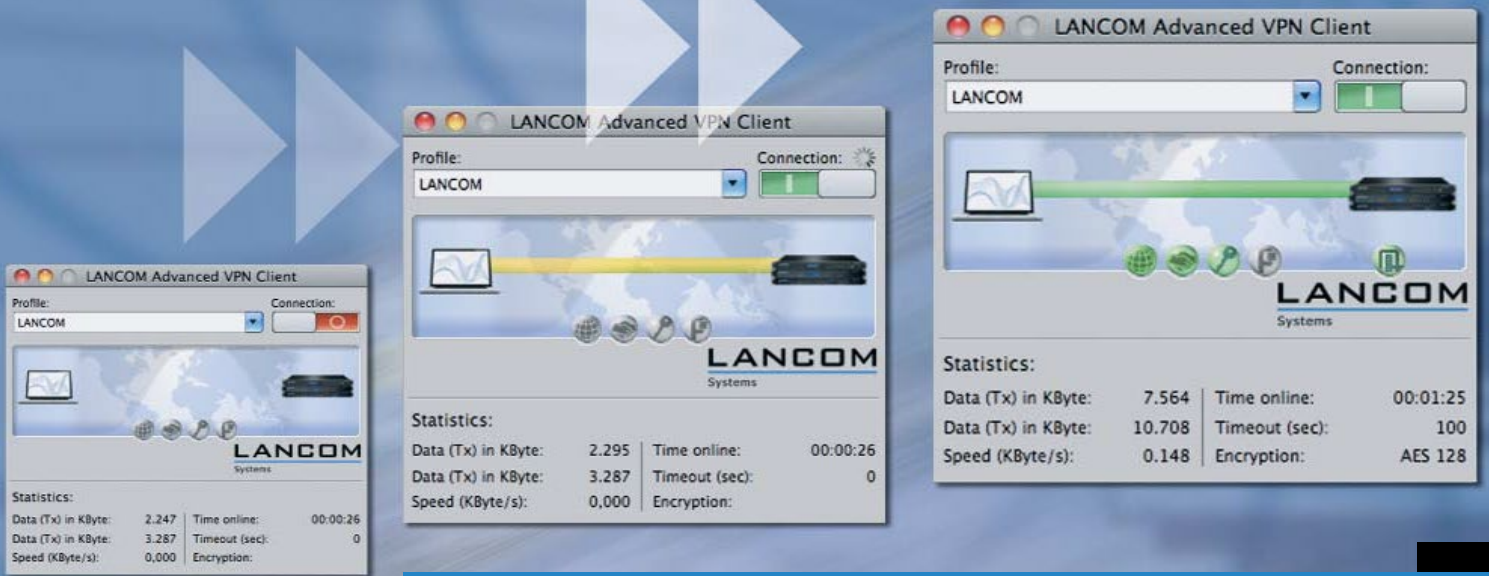 LANCOM Advanced VPN Client
Profile:
Connection:
LANCOM
LANCOM
Systems
Statistics:
Data (Tx) in KByte: 2.247 Time online: 00:00:26
Data (Tx) in KByte: 3.287 Timeout (sec): 0
Speed (KByte/s): 0,000 Encryption:
LANCOM Advanced VPN Client
Profile:
Connection:
LANCOM
LANCOM
Systems
Statistics:
Data (Tx) in KByte: 2.295 Time online: 00:00:26
Data (Tx) in KByte: 3.287 Timeout (sec): 0
Speed (KByte/s): 0,000 Encryption:
LANCOM Advanced VPN Client
Profile:
Connection:
LANCOM
LANCOM
Systems
Statistics:
Data (Tx) in KByte: 7.564 Time online: 00:01:25
Data (Tx) in KByte: 10.708 Timeout (sec): 100
Speed (KByte/s): 0.148 Encryption: AES 128